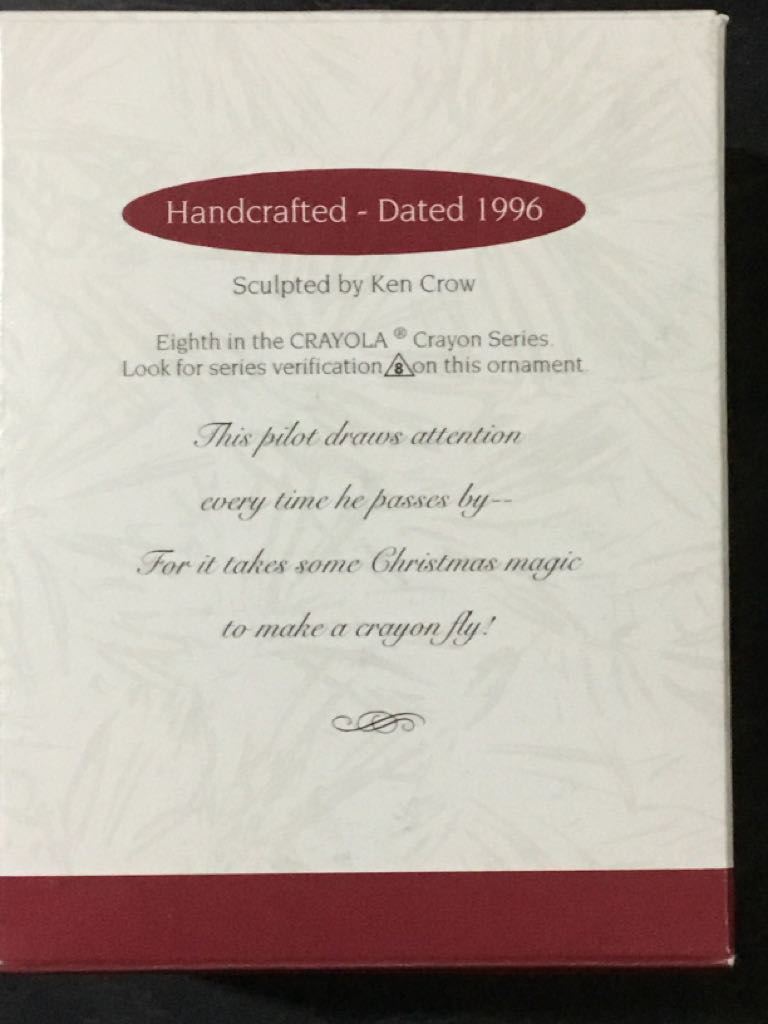 Handcrafted - Dated 1996
Sculpted by Ken Crow
Eighth in the CRAYOLA ® Crayon Series.
Look for series verification 8 on this ornament.
This pilot draws attention
every time he passes by--
For it takes some Christmas magic
to make a crayon fly!